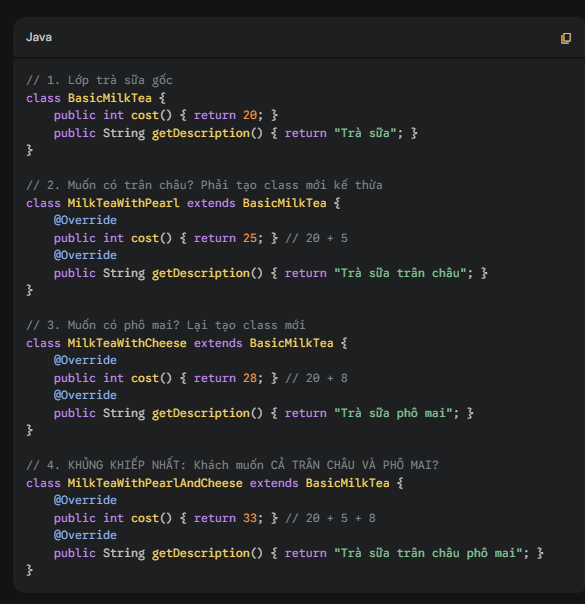 Java
// 1. Lớp trà sữa gốc
class BasicMilkTea {
    public int cost() { return 20; }
    public String getDescription() { return "Trà sữa"; }
}
// 2. Muốn có trân châu? Phải tạo class mới kế thừa
class MilkTeaWithPearl extends BasicMilkTea {
    @Override
    public int cost() { return 25; } // 20 + 5
    @Override
    public String getDescription() { return "Trà sữa trân châu"; }
}
// 3. Muốn có phô mai? Lại tạo class mới
class MilkTeaWithCheese extends BasicMilkTea {
    @Override
    public int cost() { return 28; } // 20 + 8
    @Override
    public String getDescription() { return "Trà sữa phô mai"; }
}
// 4. KHỦNG KHIẾP NHẤT: Khách muốn CẢ TRÂN CHÂU VÀ PHÔ MAI?
class MilkTeaWithPearlAndCheese extends BasicMilkTea {
    @Override
    public int cost() { return 33; } // 20 + 5 + 8
    @Override
    public String getDescription() { return "Trà sữa trân châu phô mai"; }
}